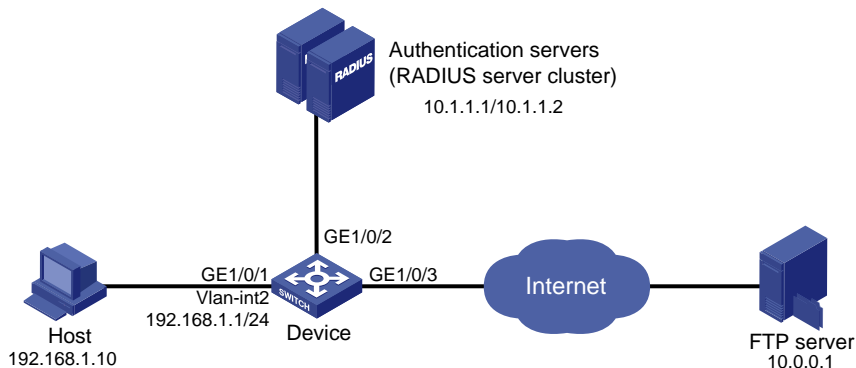 RADIUS
Authentication servers
(RADIUS server cluster)
10.1.1.1/10.1.1.2
GE1/0/2
GE1/0/1
GE1/0/3
Internet
Vlan-int2
SWITCH
192.168.1.1/24
Device
Host
192.168.1.10
FTP server
10.0.0.1